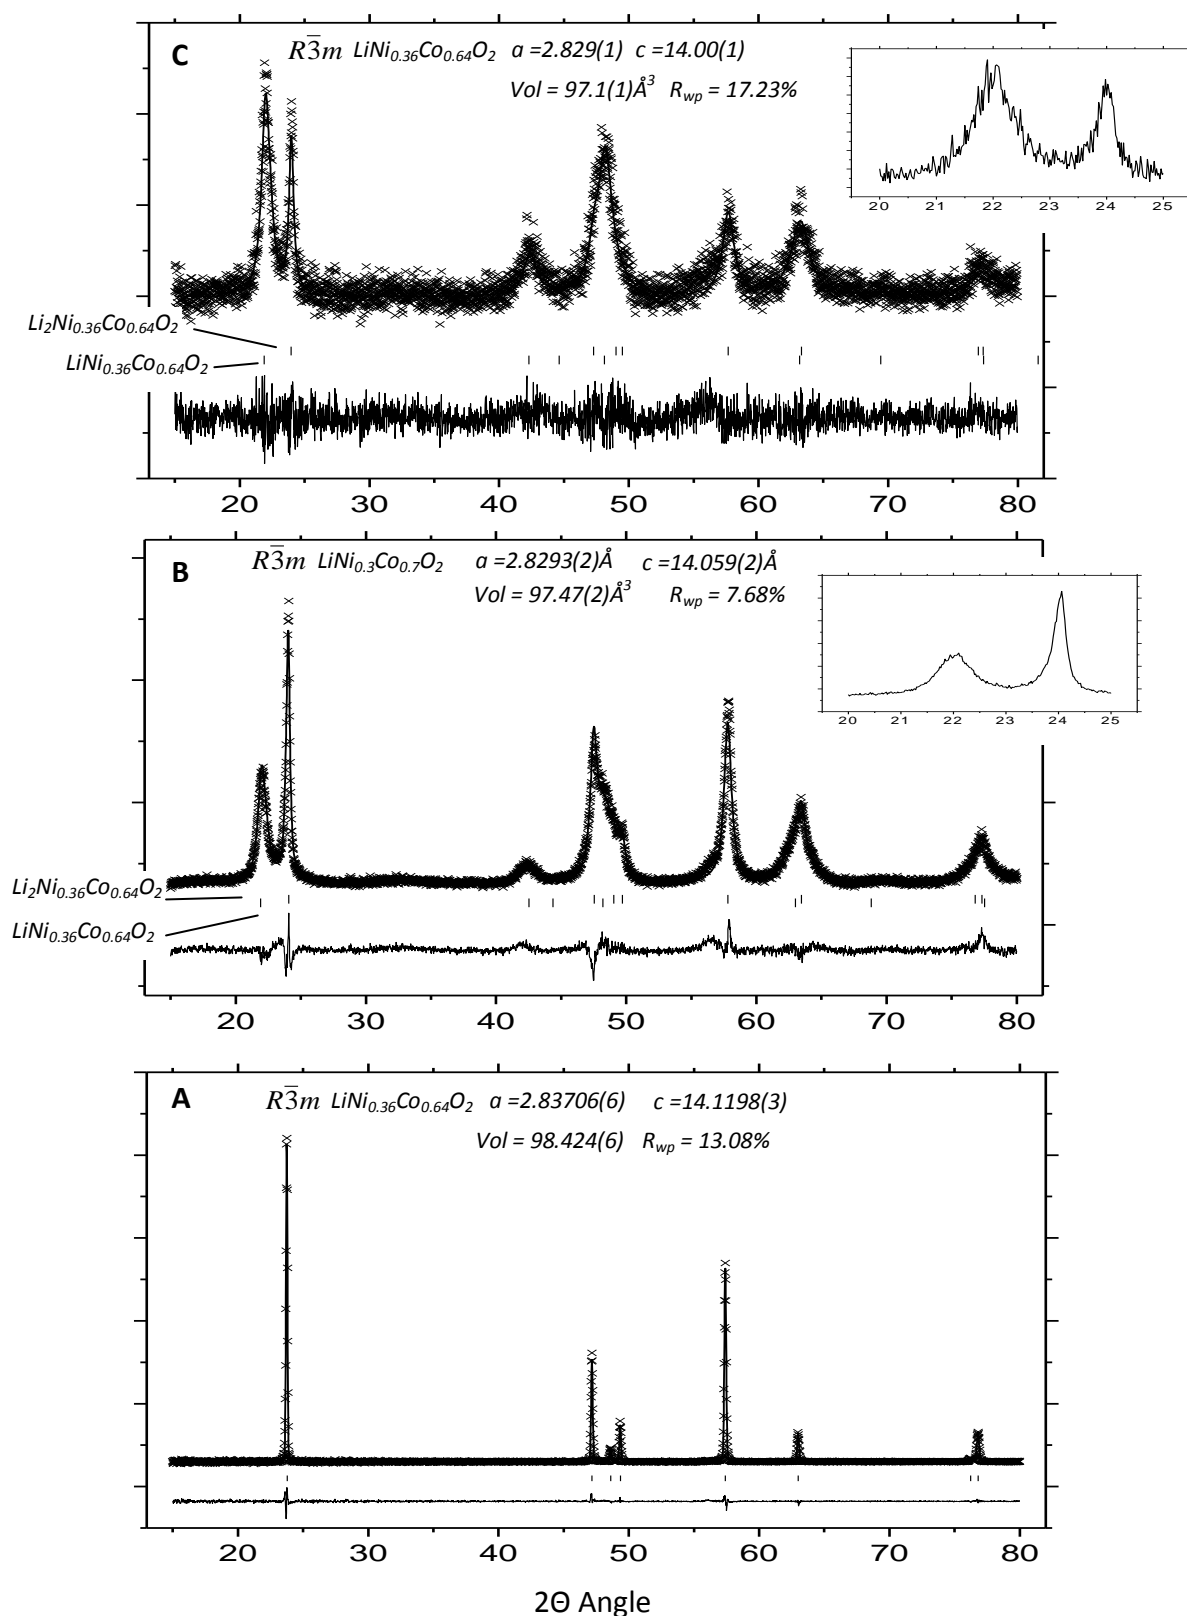 C R3̅m LiNi0.36Co0.64O2 a =2.829(1) c =14.00(1)
Vol = 97.1(1)Å3 Rwp = 17.23%
20 21 22 23 24 25
Li2Ni0.36Co0.64O2
LiNi0.36Co0.64O2
20 30 40 50 60 70 80
B R3̅m LiNi0.3Co0.7O2 a =2.8293(2)Å c =14.059(2)Å
Vol = 97.47(2)Å3 Rwp = 7.68%
20 21 22 23 24 25
Li2Ni0.36Co0.64O2
LiNi0.36Co0.64O2
20 30 40 50 60 70 80
A R3̅m LiNi0.36Co0.64O2 a =2.83706(6) c =14.1198(3)
Vol = 98.424(6) Rwp = 13.08%
20 30 40 50 60 70 80
2Θ Angle